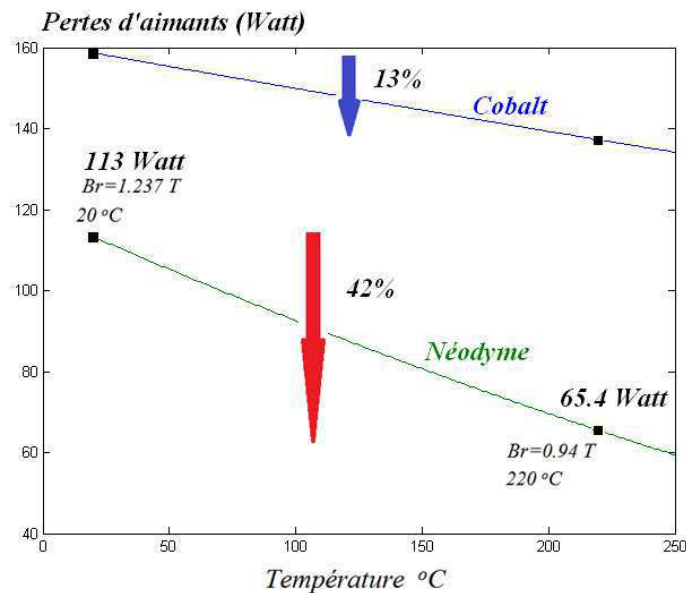 Pertes d'aimants (Watt)
160
13%
Cobalt
140
113 Watt
Br=1.237 T
20 °C
120
100
42%
Néodyme
80
65.4 Watt
Br=0.94 T
220 °C
60
40
0 50 100 150 200 250
Température °C